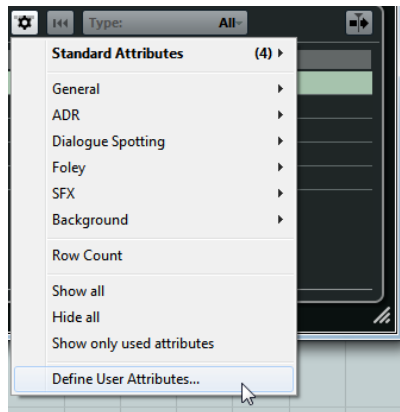 Type: All
Standard Attributes (4)
General
ADR
Dialogue Spotting
Foley
SFX
Background
Row Count
Show all
Hide all
Show only used attributes
Define User Attributes...